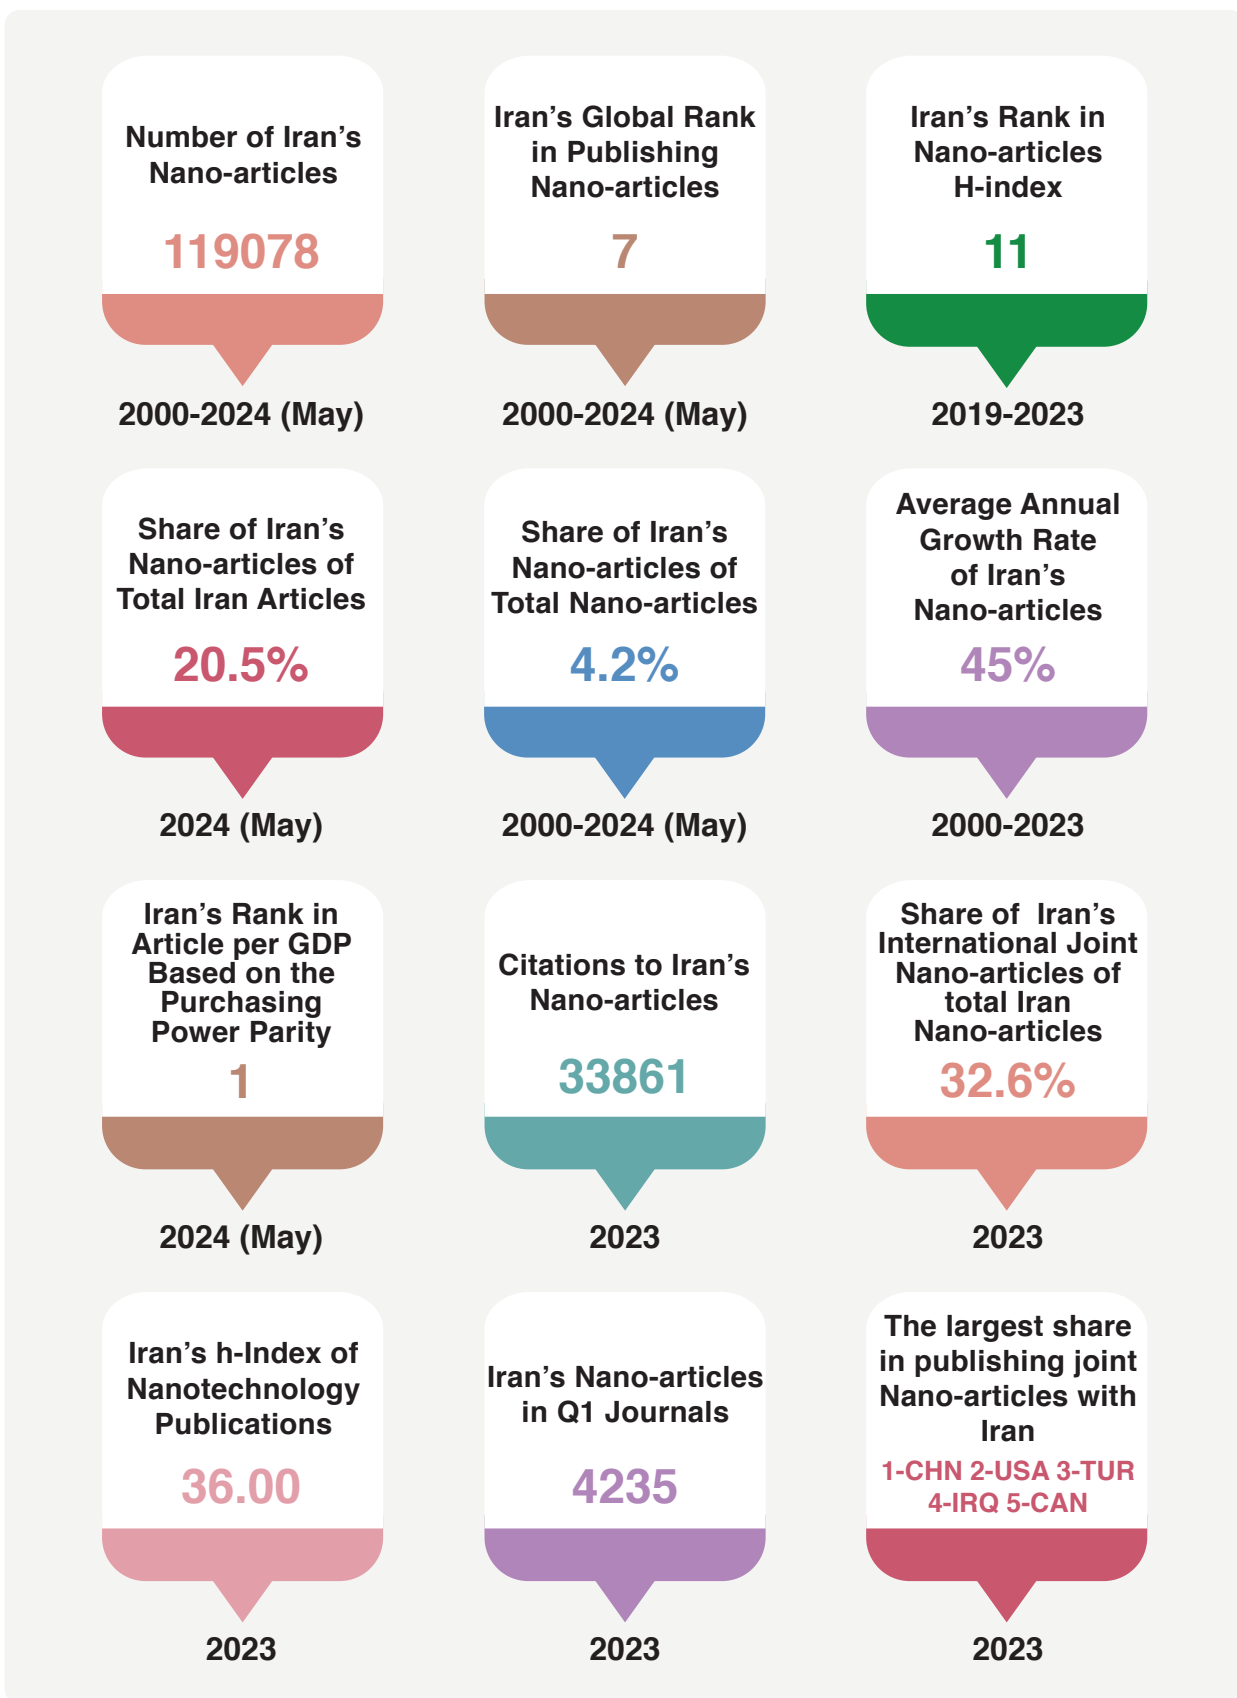 Number of Iran's
Nano-articles
119078
2000-2024 (May)
Iran's Global Rank
in Publishing
Nano-articles
7
2000-2024 (May)
Iran's Rank in
Nano-articles
H-index
11
2019-2023
Share of Iran's
Nano-articles of
Total Iran Articles
20.5%
2024 (May)
Share of Iran's
Nano-articles of
Total Nano-articles
4.2%
2000-2024 (May)
Average Annual
Growth Rate
of Iran's
Nano-articles
45%
2000-2023
Iran's Rank in
Article per GDP
Based on the
Purchasing
Power Parity
1
2024 (May)
Citations to Iran's
Nano-articles
33861
2023
Share of  Iran's
International Joint
Nano-articles of
total Iran
Nano-articles
32.6%
2023
Iran's h-Index of
Nanotechnology
Publications
36.00
2023
Iran's Nano-articles
in Q1 Journals
4235
2023
The largest share
in publishing joint
Nano-articles with
Iran
1-CHN 2-USA 3-TUR
4-IRQ 5-CAN
2023